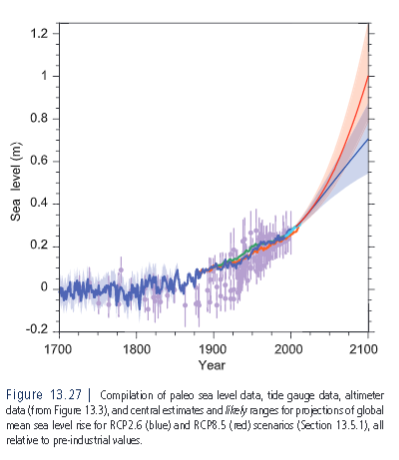 1.2
1
0.8
0.6
0.4
0.2
0
-0.2
Sea level (m)
1700 1800 1900 2000 2100
Year
Figure 13.27 | Compilation of paleo sea level data, tide gauge data, altimeter
data (from Figure 13.3), and central estimates and likely ranges for projections of global
mean sea level rise for RCP2.6 (blue) and RCP8.5 (red) scenarios (Section 13.5.1), all
relative to pre-industrial values.